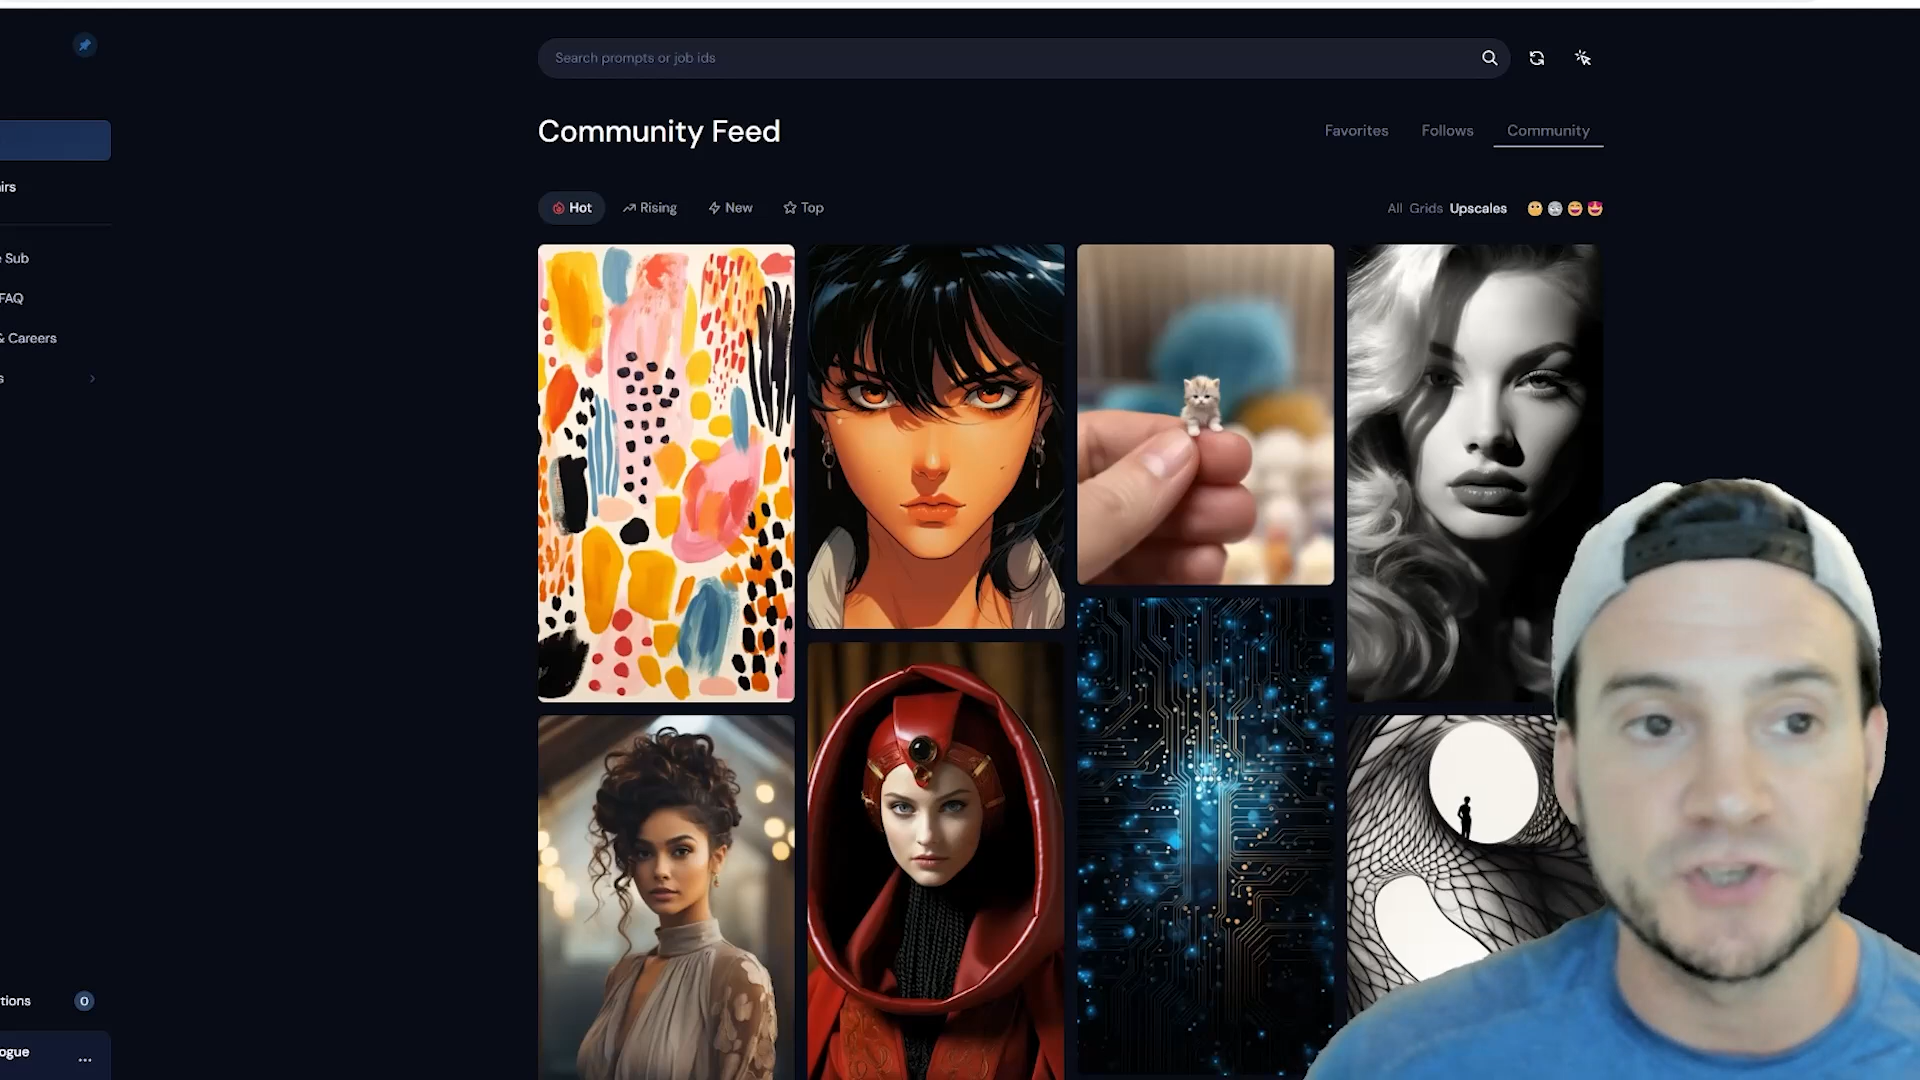 Search prompts or job ids
Community Feed
Favorites Follows Community
Hot Rising New Top
All Grids Upscales
irs
e Sub
FAQ
& Careers
s
tions 0
ogue